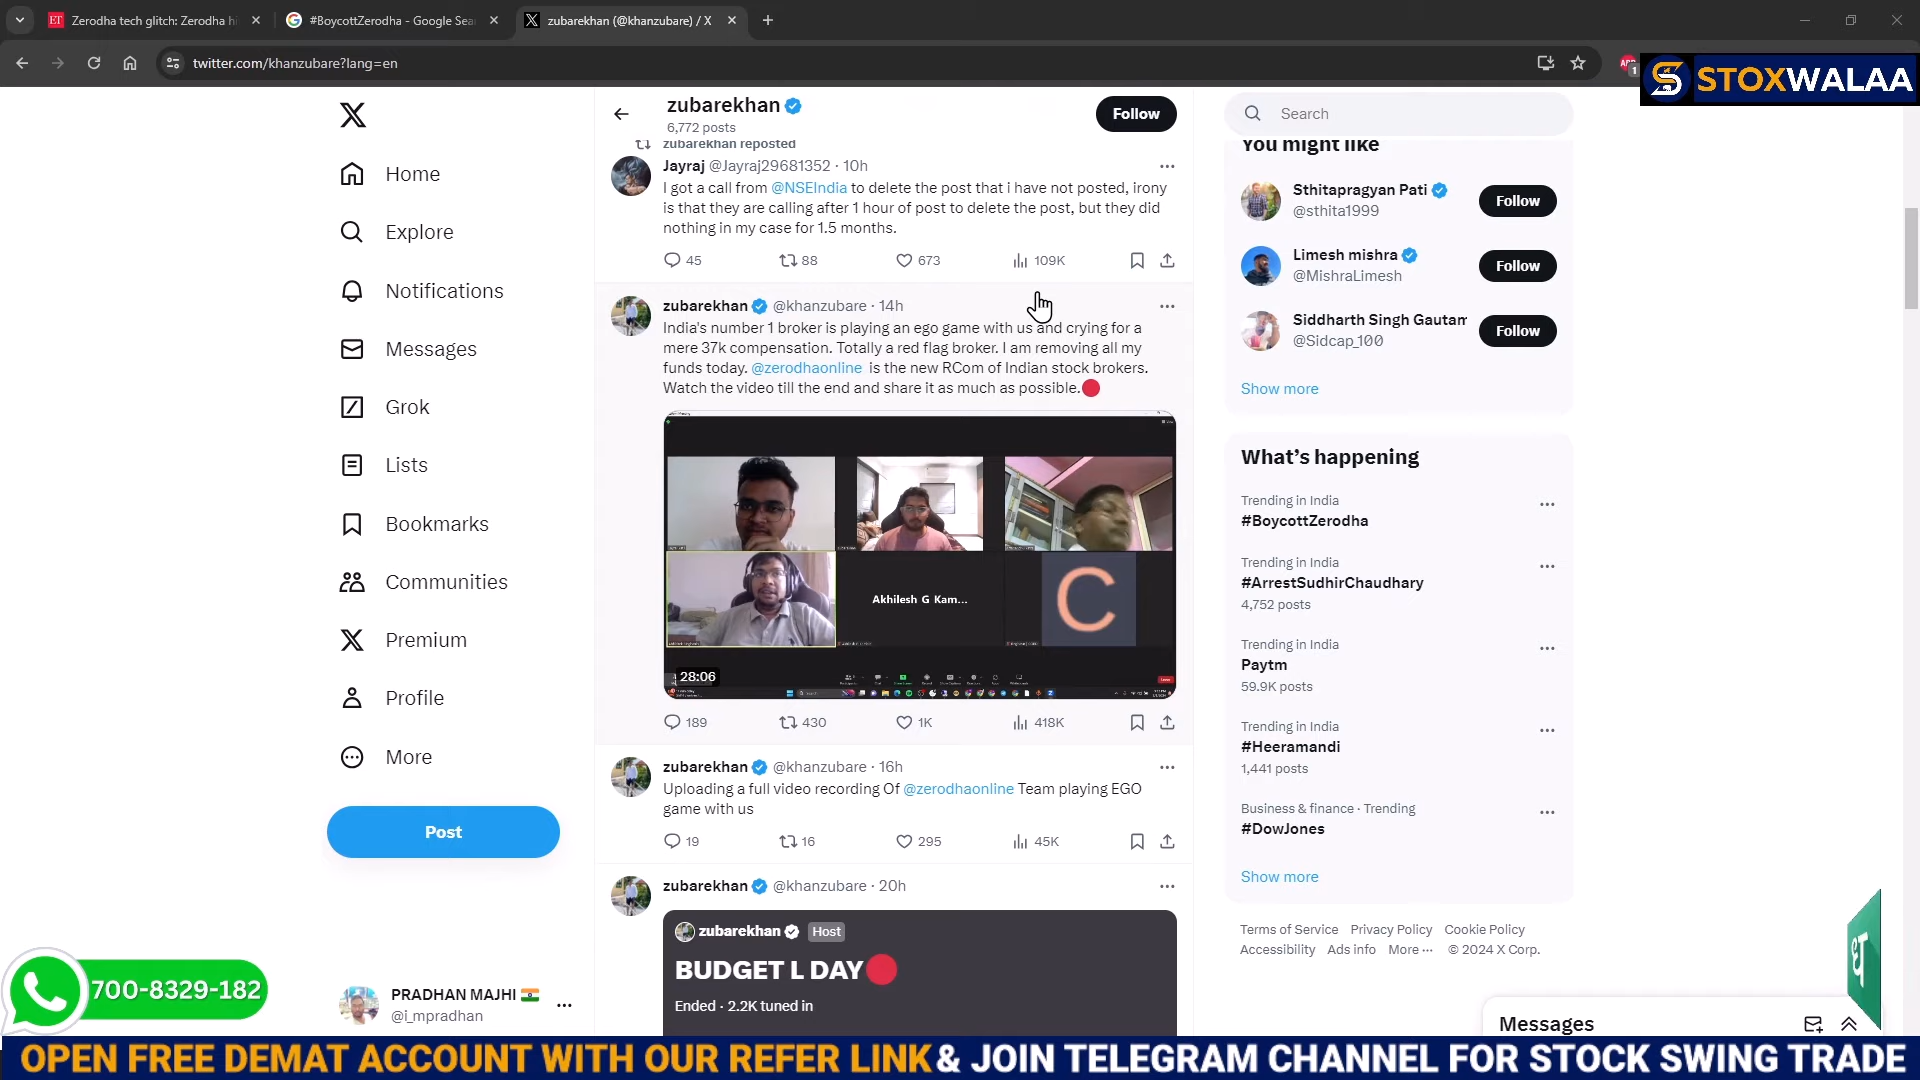 Zerodha tech glitch: Zerodha hi
#BoycottZerodha - Google Sea
zubarekhan (@khanzubare) / X
twitter.com/khanzubare?lang=en
1
STOXWALAA
Home
Explore
Notifications
Messages
Grok
Lists
Bookmarks
Communities
Premium
Profile
More
Post
PRADHAN MAJHI
@i_mpradhan
700-8329-182
zubarekhan
6,772 posts
Follow
zubarekhan reposted
Jayraj @Jayraj29681352 · 10h
I got a call from @NSEIndia to delete the post that i have not posted, irony
is that they are calling after 1 hour of post to delete the post, but they did
nothing in my case for 1.5 months.
45 88 673 109K
zubarekhan @khanzubare · 14h
India's number 1 broker is playing an ego game with us and crying for a
mere 37k compensation. Totally a red flag broker. I am removing all my
funds today. @zerodhaonline is the new RCom of Indian stock brokers.
Watch the video till the end and share it as much as possible.
Akhilesh G Kam...
C
28:06
189 430 1K 418K
zubarekhan @khanzubare · 16h
Uploading a full video recording Of @zerodhaonline Team playing EGO
game with us
19 16 295 45K
zubarekhan @khanzubare · 20h
zubarekhan Host
BUDGET L DAY
Ended · 2.2K tuned in
Search
You might like
Sthitapragyan Pati
@sthita1999
Follow
Limesh mishra
@MishraLimesh
Follow
Siddharth Singh Gautam
@Sidcap_100
Follow
Show more
What's happening
Trending in India
#BoycottZerodha
Trending in India
#ArrestSudhirChaudhary
4,752 posts
Trending in India
Paytm
59.9K posts
Trending in India
#Heeramandi
1,441 posts
Business & finance · Trending
#DowJones
Show more
Terms of Service Privacy Policy Cookie Policy
Accessibility Ads info More ··· © 2024 X Corp.
Messages
OPEN FREE DEMAT ACCOUNT WITH OUR REFER LINK & JOIN TELEGRAM CHANNEL FOR STOCK SWING TRADE